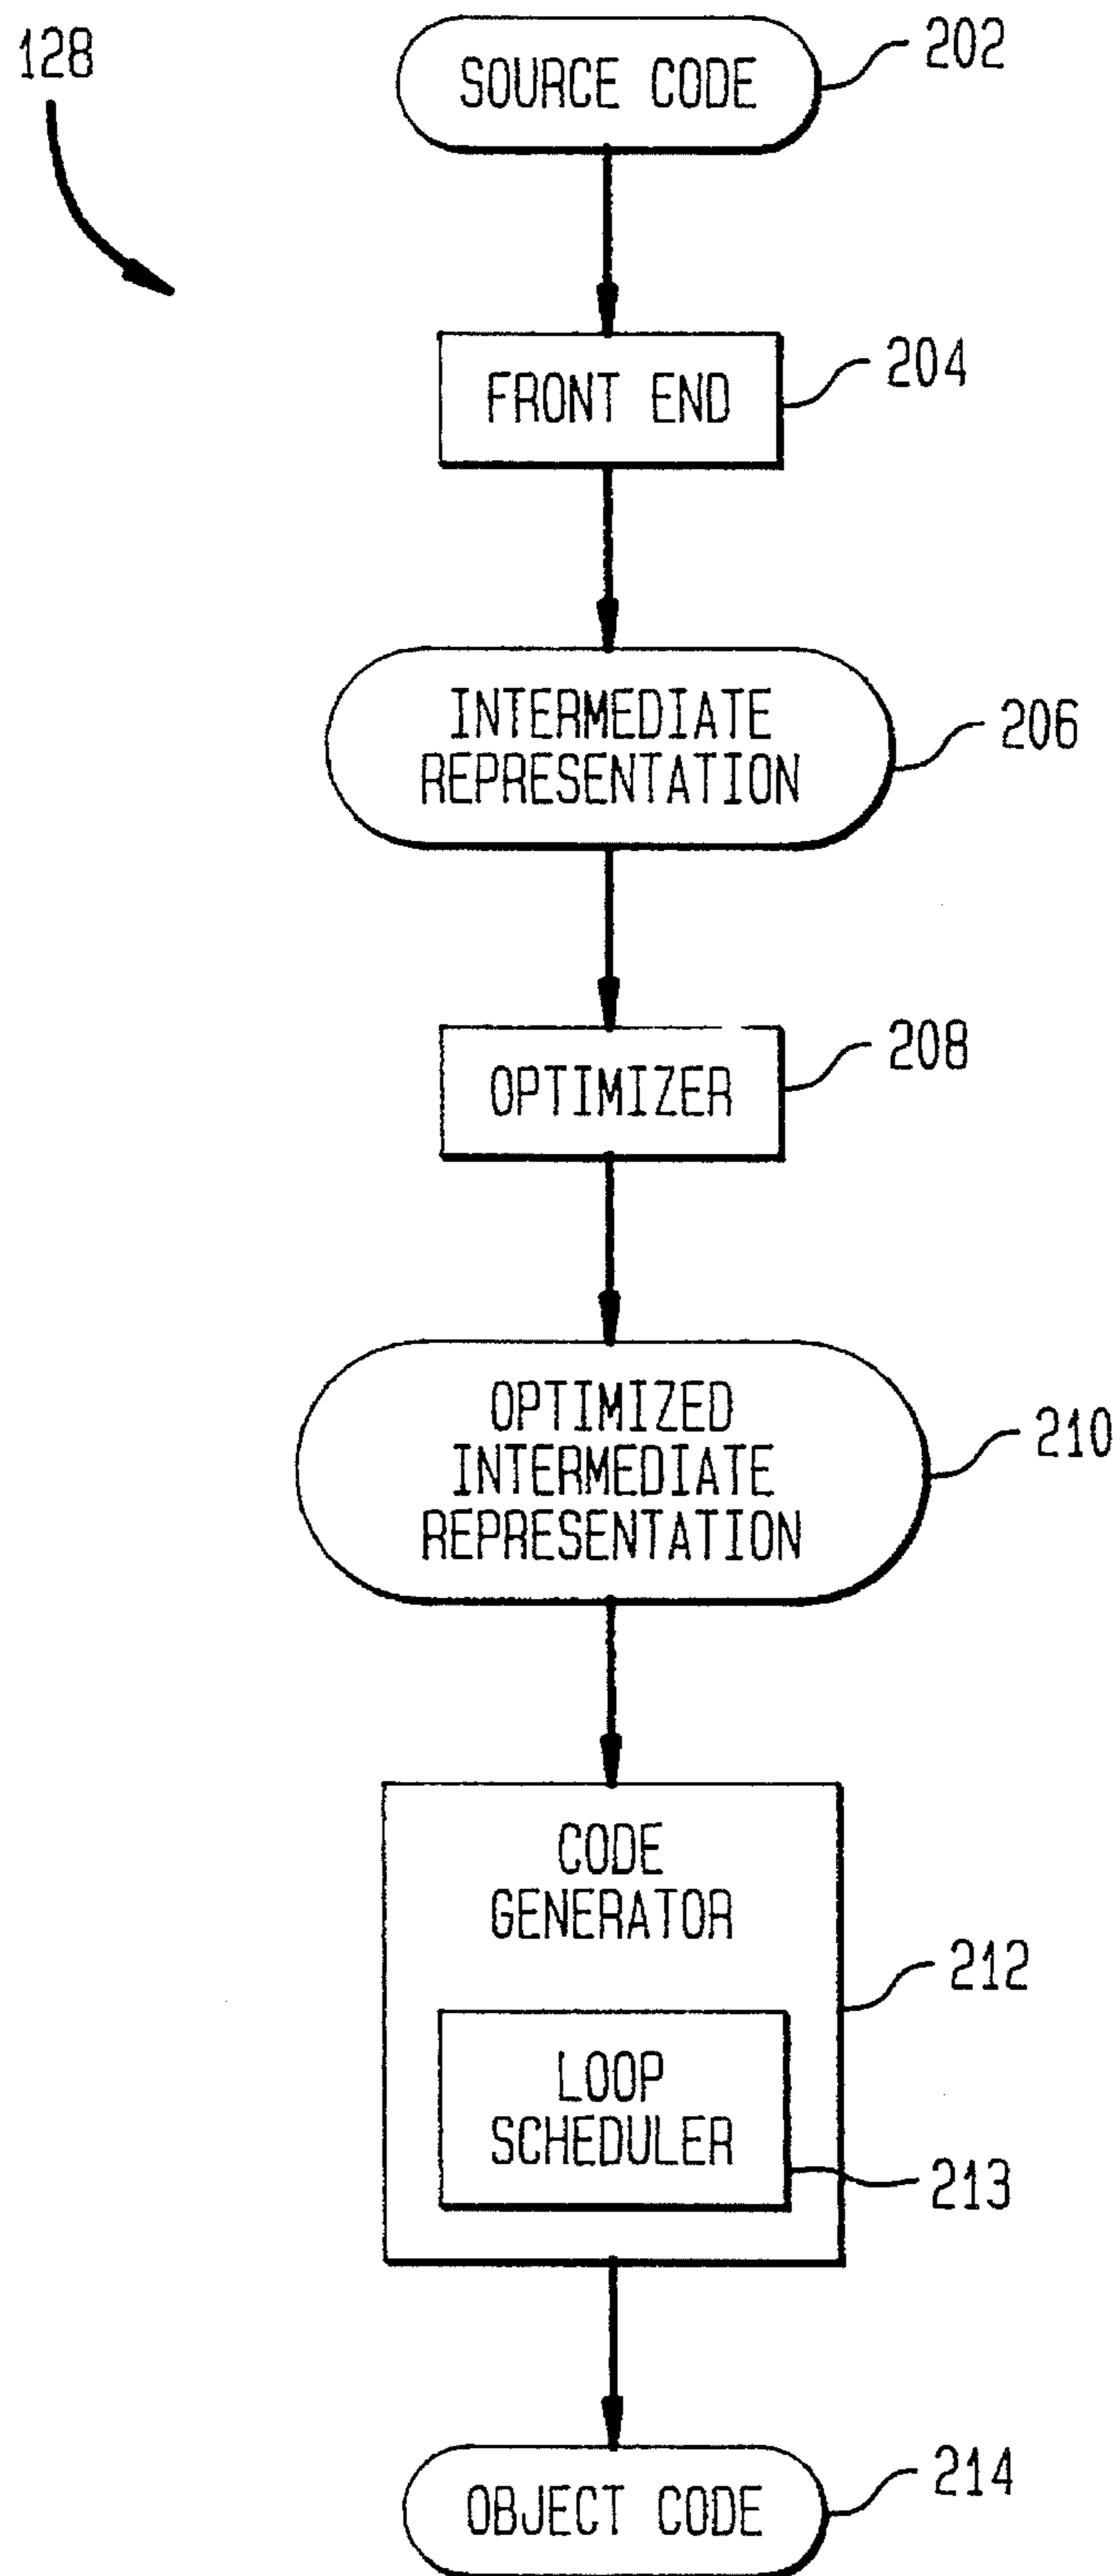 128
SOURCE CODE
202
FRONT END
204
INTERMEDIATE
REPRESENTATION
206
OPTIMIZER
208
OPTIMIZED
INTERMEDIATE
REPRESENTATION
210
CODE
GENERATOR
212
LOOP
SCHEDULER
213
OBJECT CODE
214